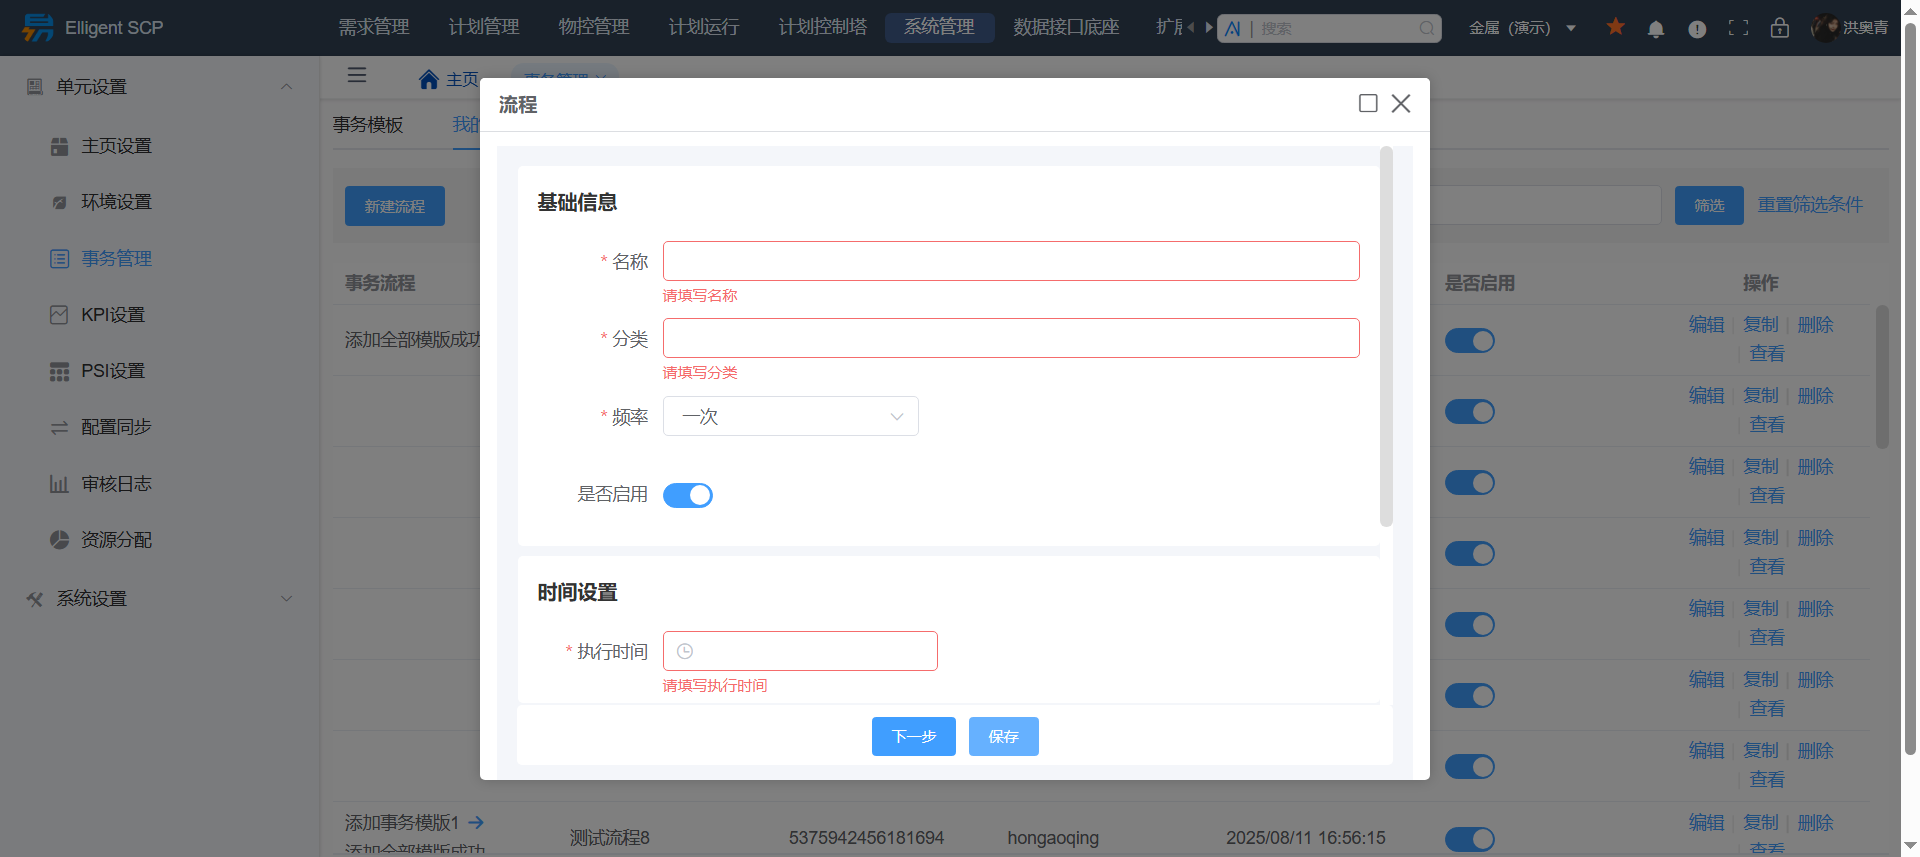 Elligent SCP
需求管理 计划管理 物控管理 计划运行 计划控制塔 系统管理 数据接口底座
AI | 搜索 金属（演示） 洪奥青
单元设置
主页设置
环境设置
事务管理
KPI设置
PSI设置
配置同步
审核日志
资源分配
系统设置
主页
事务模板
新建流程
筛选 重置筛选条件
事务流程 是否启用 操作
添加全部模版成功 编辑 复制 删除
查看
编辑 复制 删除
查看
编辑 复制 删除
查看
编辑 复制 删除
查看
编辑 复制 删除
查看
编辑 复制 删除
查看
编辑 复制 删除
查看
添加事务模版1 → 测试流程8 5375942456181694 hongaoqing 2025/08/11 16:56:15 编辑 复制 删除
流程
基础信息
* 名称
请填写名称
* 分类
请填写分类
* 频率 一次
是否启用
时间设置
* 执行时间
请填写执行时间
下一步 保存